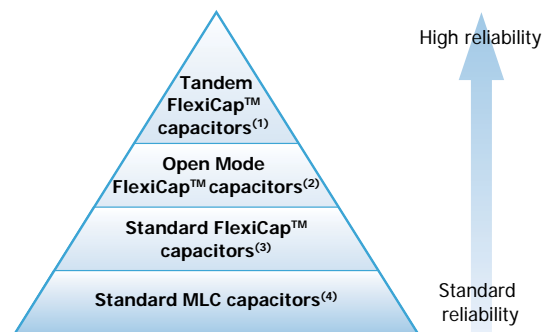 High reliability
Tandem
FlexiCap™
capacitors(1)
Open Mode
FlexiCap™ capacitors(2)
Standard FlexiCap™
capacitors(3)
Standard MLC capacitors(4)
Standard
reliability